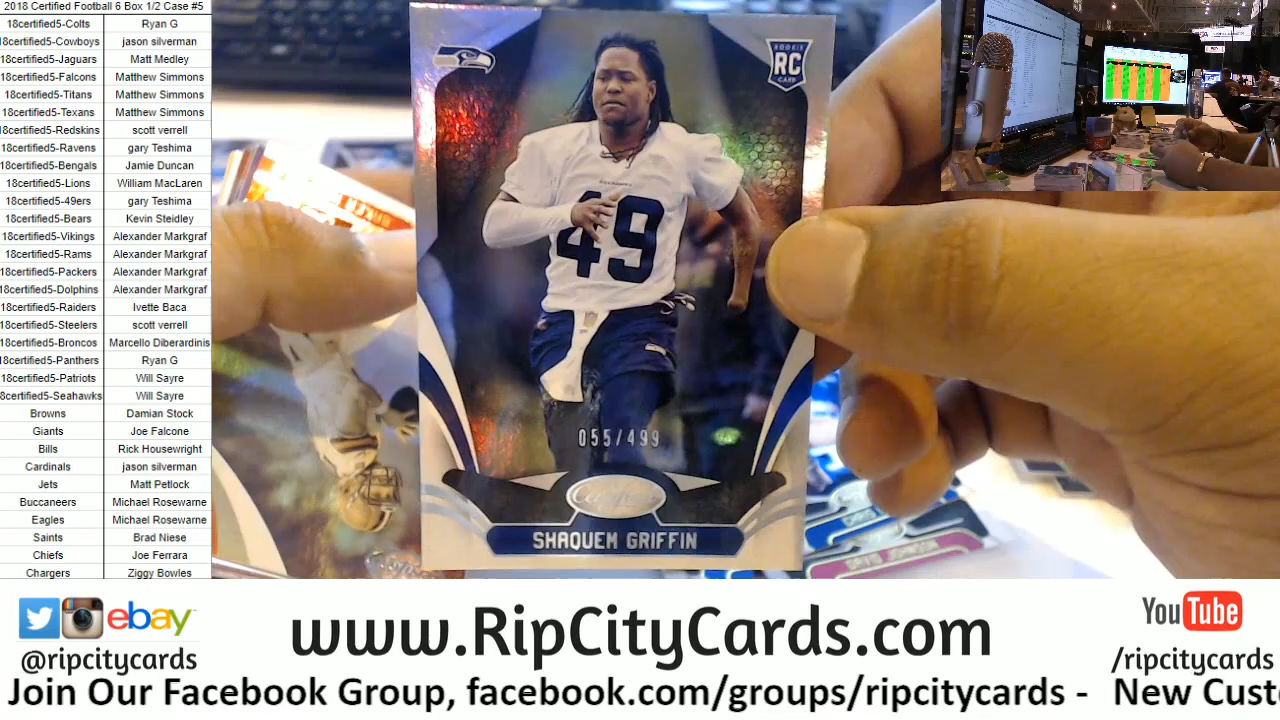 2018 Certified Football 6 Box 1/2 Case #5
18certified5-Colts Ryan G
18certified5-Cowboys jason silverman
18certified5-Jaguars Matt Medley
18certified5-Falcons Matthew Simmons
18certified5-Titans Matthew Simmons
18certified5-Texans Matthew Simmons
18certified5-Redskins scott verrell
18certified5-Ravens gary Teshima
18certified5-Bengals Jamie Duncan
18certified5-Lions William MacLaren
18certified5-49ers gary Teshima
18certified5-Bears Kevin Steidley
18certified5-Vikings Alexander Markgraf
18certified5-Rams Alexander Markgraf
18certified5-Packers Alexander Markgraf
18certified5-Dolphins Alexander Markgraf
18certified5-Raiders Ivette Baca
18certified5-Steelers scott verrell
18certified5-Broncos Marcello Diberardinis
18certified5-Panthers Ryan G
18certified5-Patriots Will Sayre
8certified5-Seahawks Will Sayre
Browns Damian Stock
Giants Joe Falcone
Bills Rick Housewright
Cardinals jason silverman
Jets Matt Petlock
Buccaneers Michael Rosewarne
Eagles Michael Rosewarne
Saints Brad Niese
Chiefs Joe Ferrara
Chargers Ziggy Bowles
ROOKIE
RC
CARD
49
055/499
Certified
SHAQUEM GRIFFIN
JOHNSON
ebay
@ripcitycards
www.RipCityCards.com
YouTube
/ripcitycards
Join Our Facebook Group, facebook.com/groups/ripcitycards - New Custo